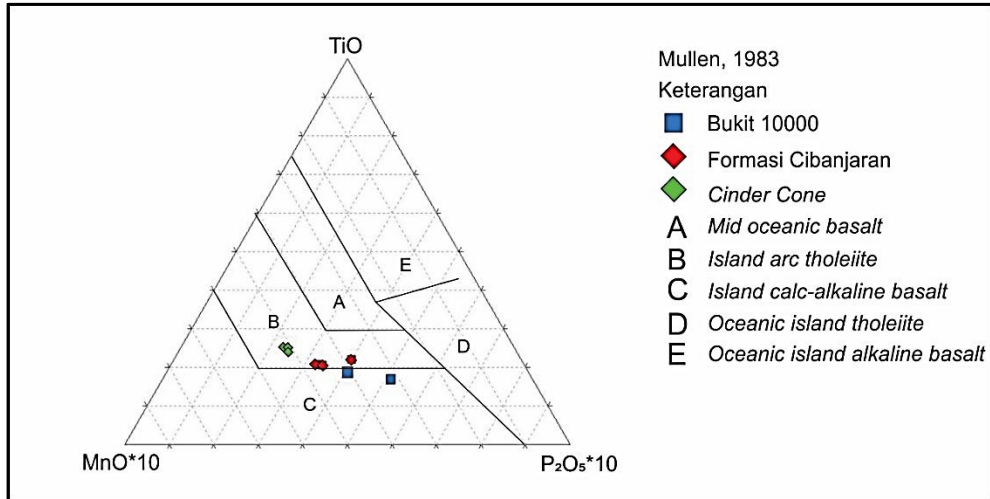 TiO
Mullen, 1983
Keterangan
Bukit 10000
Formasi Cibanjaran
Cinder Cone
A Mid oceanic basalt
B Island arc tholeiite
C Island calc-alkaline basalt
D Oceanic island tholeiite
E Oceanic island alkaline basalt
E
A
B
D
C
MnO*10
P₂O₅*10